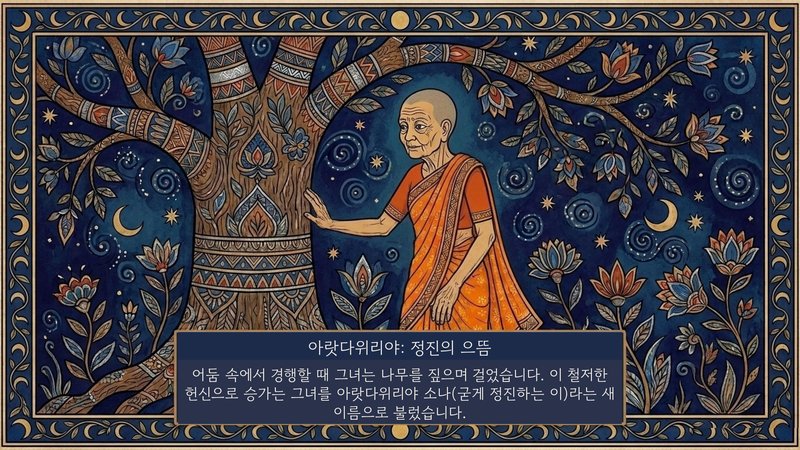 아랏다위리야: 정진의 으뜸
어둠 속에서 경행할 때 그녀는 나무를 짚으며 걸었습니다. 이 철저한
헌신으로 승가는 그녀를 아랏다위리야 소나(굳게 정진하는 이)라는 새
이름으로 불렀습니다.